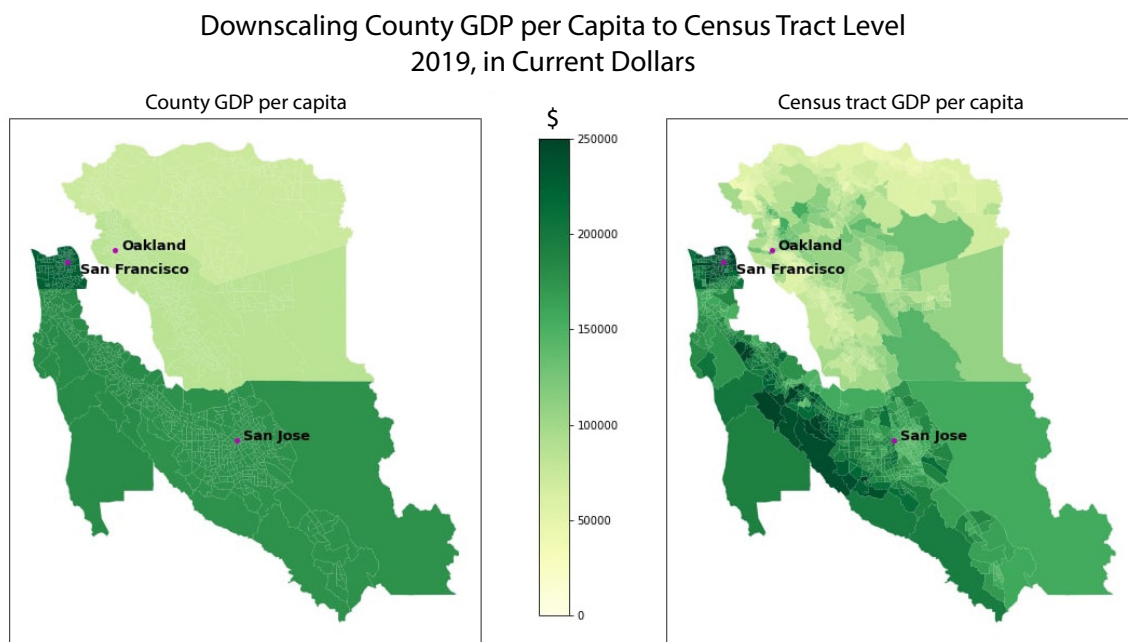 Downscaling County GDP per Capita to Census Tract Level
2019, in Current Dollars
County GDP per capita
$
Census tract GDP per capita
250000
200000
150000
100000
50000
0
Oakland
San Francisco
San Jose
Oakland
San Francisco
San Jose